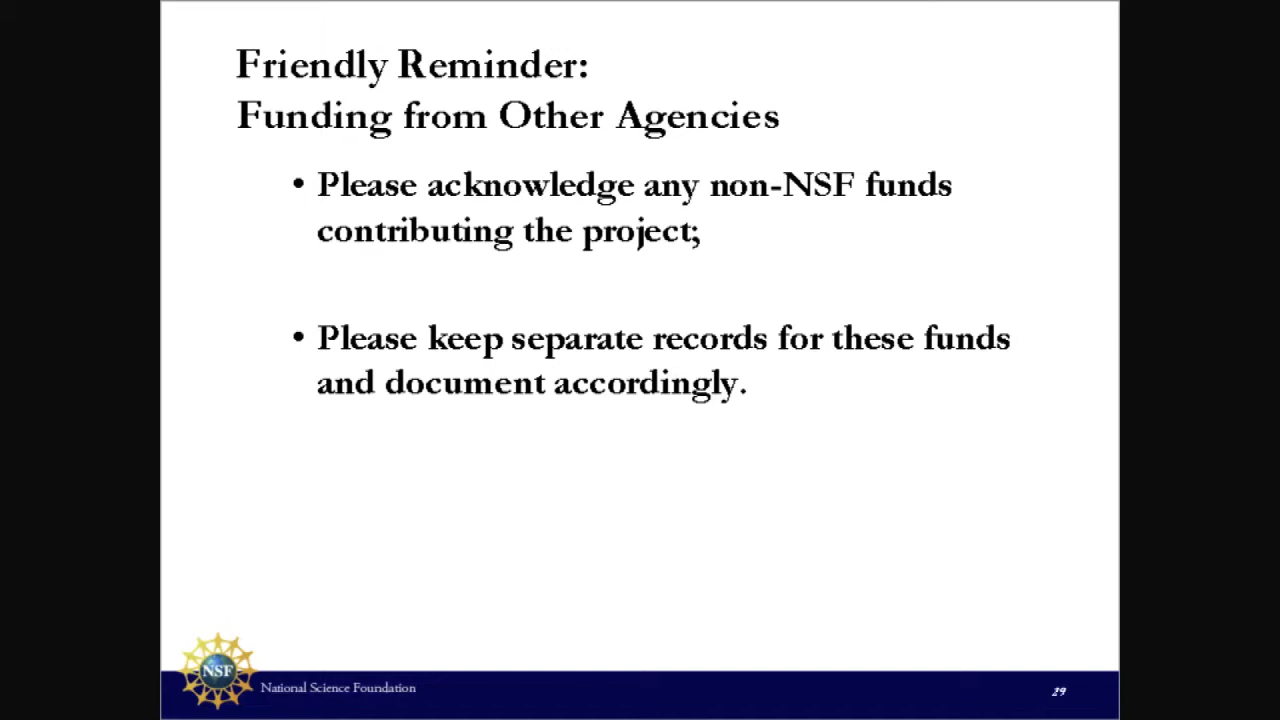 Friendly Reminder:
Funding from Other Agencies
• Please acknowledge any non-NSF funds
contributing the project;
• Please keep separate records for these funds
and document accordingly.
NSF
National Science Foundation
29